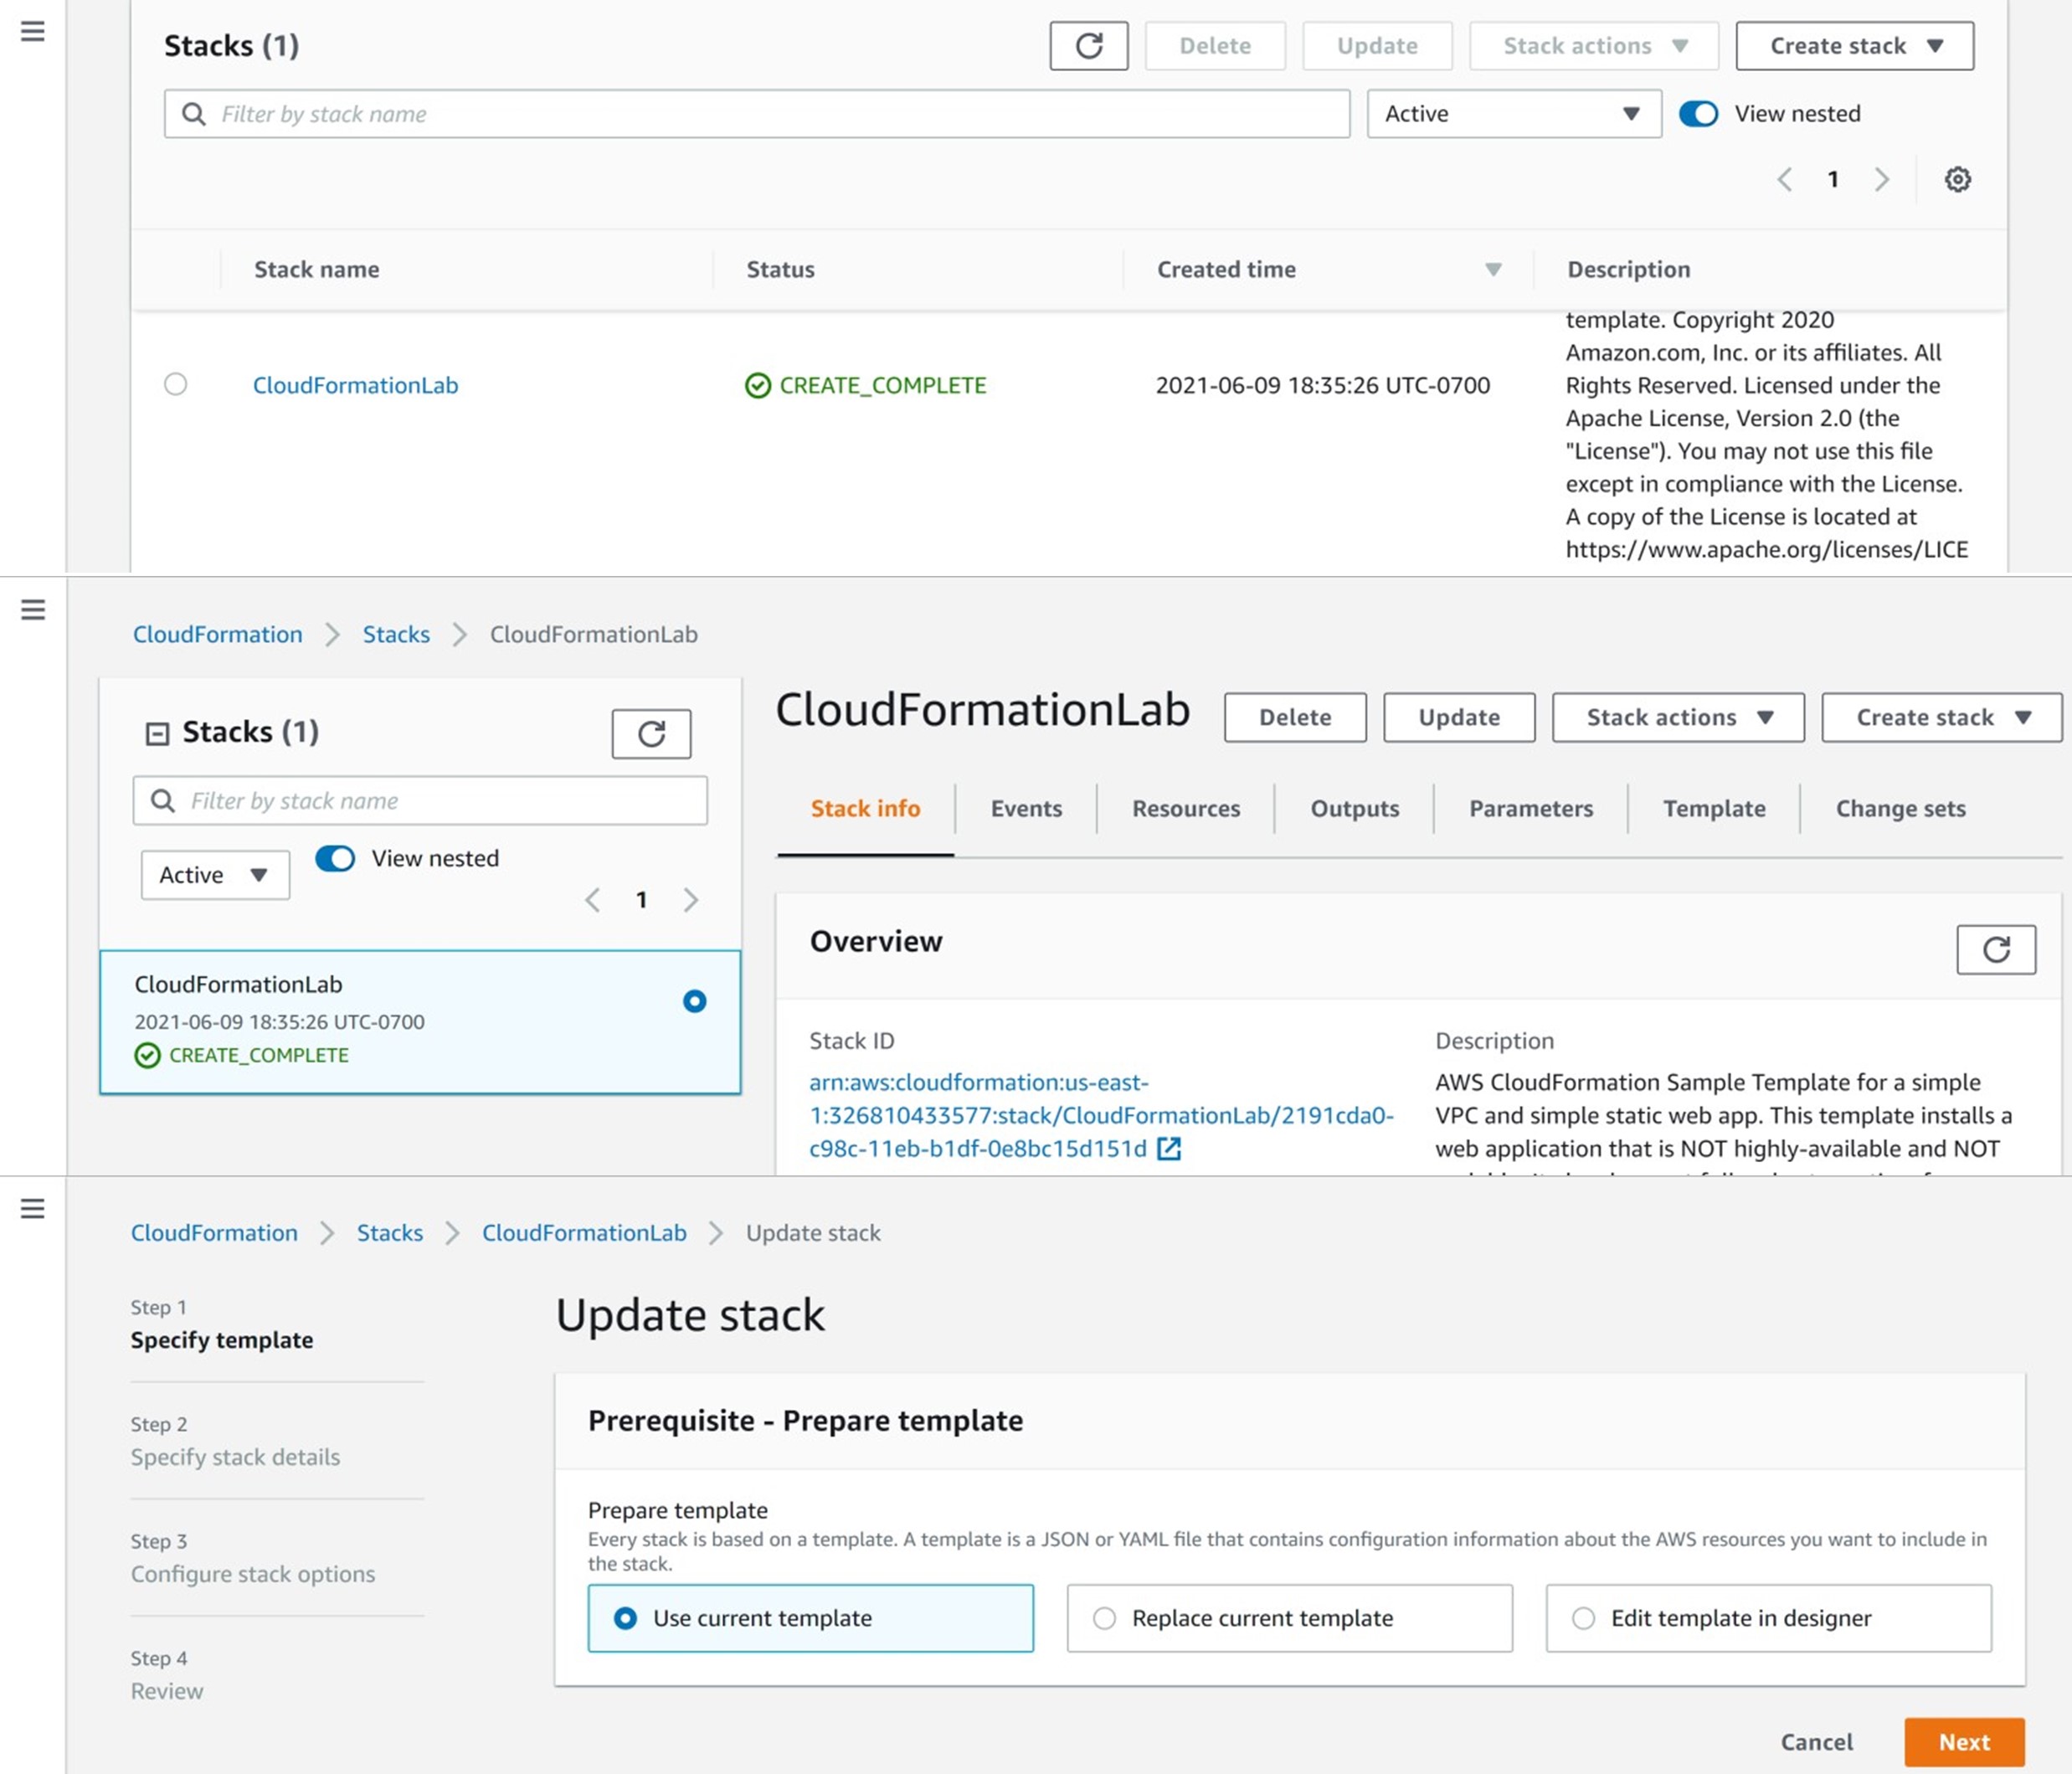 Stacks (1)
Delete
Update
Stack actions
Create stack
Filter by stack name
Active
View nested
1
Stack name
Status
Created time
Description
CloudFormationLab
CREATE_COMPLETE
2021-06-09 18:35:26 UTC-0700
template. Copyright 2020
Amazon.com, Inc. or its affiliates. All
Rights Reserved. Licensed under the
Apache License, Version 2.0 (the
"License"). You may not use this file
except in compliance with the License.
A copy of the License is located at
https://www.apache.org/licenses/LICE
CloudFormation
Stacks
CloudFormationLab
Stacks (1)
Filter by stack name
Active
View nested
1
CloudFormationLab
2021-06-09 18:35:26 UTC-0700
CREATE_COMPLETE
CloudFormationLab
Delete
Update
Stack actions
Create stack
Stack info
Events
Resources
Outputs
Parameters
Template
Change sets
Overview
Stack ID
arn:aws:cloudformation:us-east-
1:326810433577:stack/CloudFormationLab/2191cda0-
c98c-11eb-b1df-0e8bc15d151d
Description
AWS CloudFormation Sample Template for a simple
VPC and simple static web app. This template installs a
web application that is NOT highly-available and NOT
CloudFormation
Stacks
CloudFormationLab
Update stack
Step 1
Specify template
Step 2
Specify stack details
Step 3
Configure stack options
Step 4
Review
Update stack
Prerequisite - Prepare template
Prepare template
Every stack is based on a template. A template is a JSON or YAML file that contains configuration information about the AWS resources you want to include in
the stack.
Use current template
Replace current template
Edit template in designer
Cancel
Next